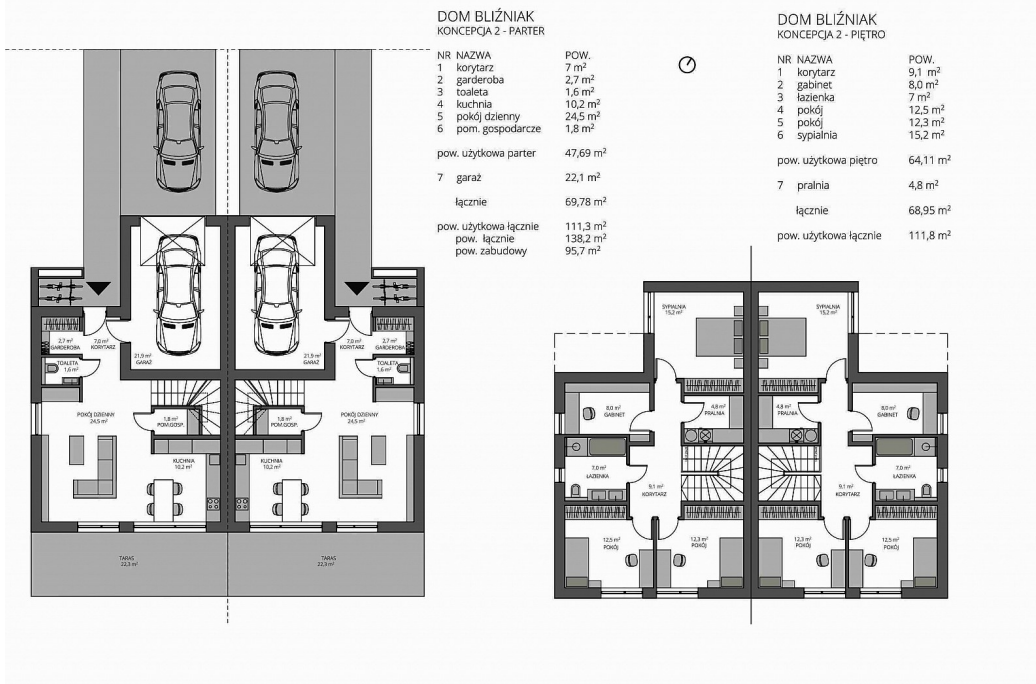 DOM BLIŹNIAK
KONCEPCJA 2 - PARTER
NR NAZWA POW.
1 korytarz 7 m²
2 garderoba 2,7 m²
3 toaleta 1,6 m²
4 kuchnia 10,2 m²
5 pokój dzienny 24,5 m²
6 pom. gospodarcze 1,8 m²
pow. użytkowa parter 47,69 m²
7 garaż 22,1 m²
łącznie 69,78 m²
pow. użytkowa łącznie 111,3 m²
pow. łącznie 138,2 m²
pow. zabudowy 95,7 m²
DOM BLIŹNIAK
KONCEPCJA 2 - PIĘTRO
NR NAZWA POW.
1 korytarz 9,1 m²
2 gabinet 8,0 m²
3 łazienka 7 m²
4 pokój 12,5 m²
5 pokój 12,3 m²
6 sypialnia 15,2 m²
pow. użytkowa piętro 64,11 m²
7 pralnia 4,8 m²
łącznie 68,95 m²
pow. użytkowa łącznie 111,8 m²
2,7 m²
GARDEROBA
7,0 m²
KORYTARZ
21,9 m²
GARAŻ
TOALETA
1,6 m²
POKÓJ DZIENNY
24,5 m²
1,8 m²
POM.GOSP.
KUCHNIA
10,2 m²
TARAS
22,3 m²
21,9 m²
GARAŻ
7,0 m²
KORYTARZ
2,7 m²
GARDEROBA
TOALETA
1,6 m²
1,8 m²
POM.GOSP.
POKÓJ DZIENNY
24,5 m²
KUCHNIA
10,2 m²
TARAS
22,3 m²
SYPIALNIA
15,2 m²
8,0 m²
GABINET
4,6 m²
PRALNIA
7,0 m²
ŁAZIENKA
9,1 m²
KORYTARZ
12,5 m²
POKÓJ
12,3 m²
POKÓJ
SYPIALNIA
15,2 m²
4,8 m²
PRALNIA
8,0 m²
GABINET
7,0 m²
ŁAZIENKA
9,1 m²
KORYTARZ
12,3 m²
POKÓJ
12,5 m²
POKÓJ